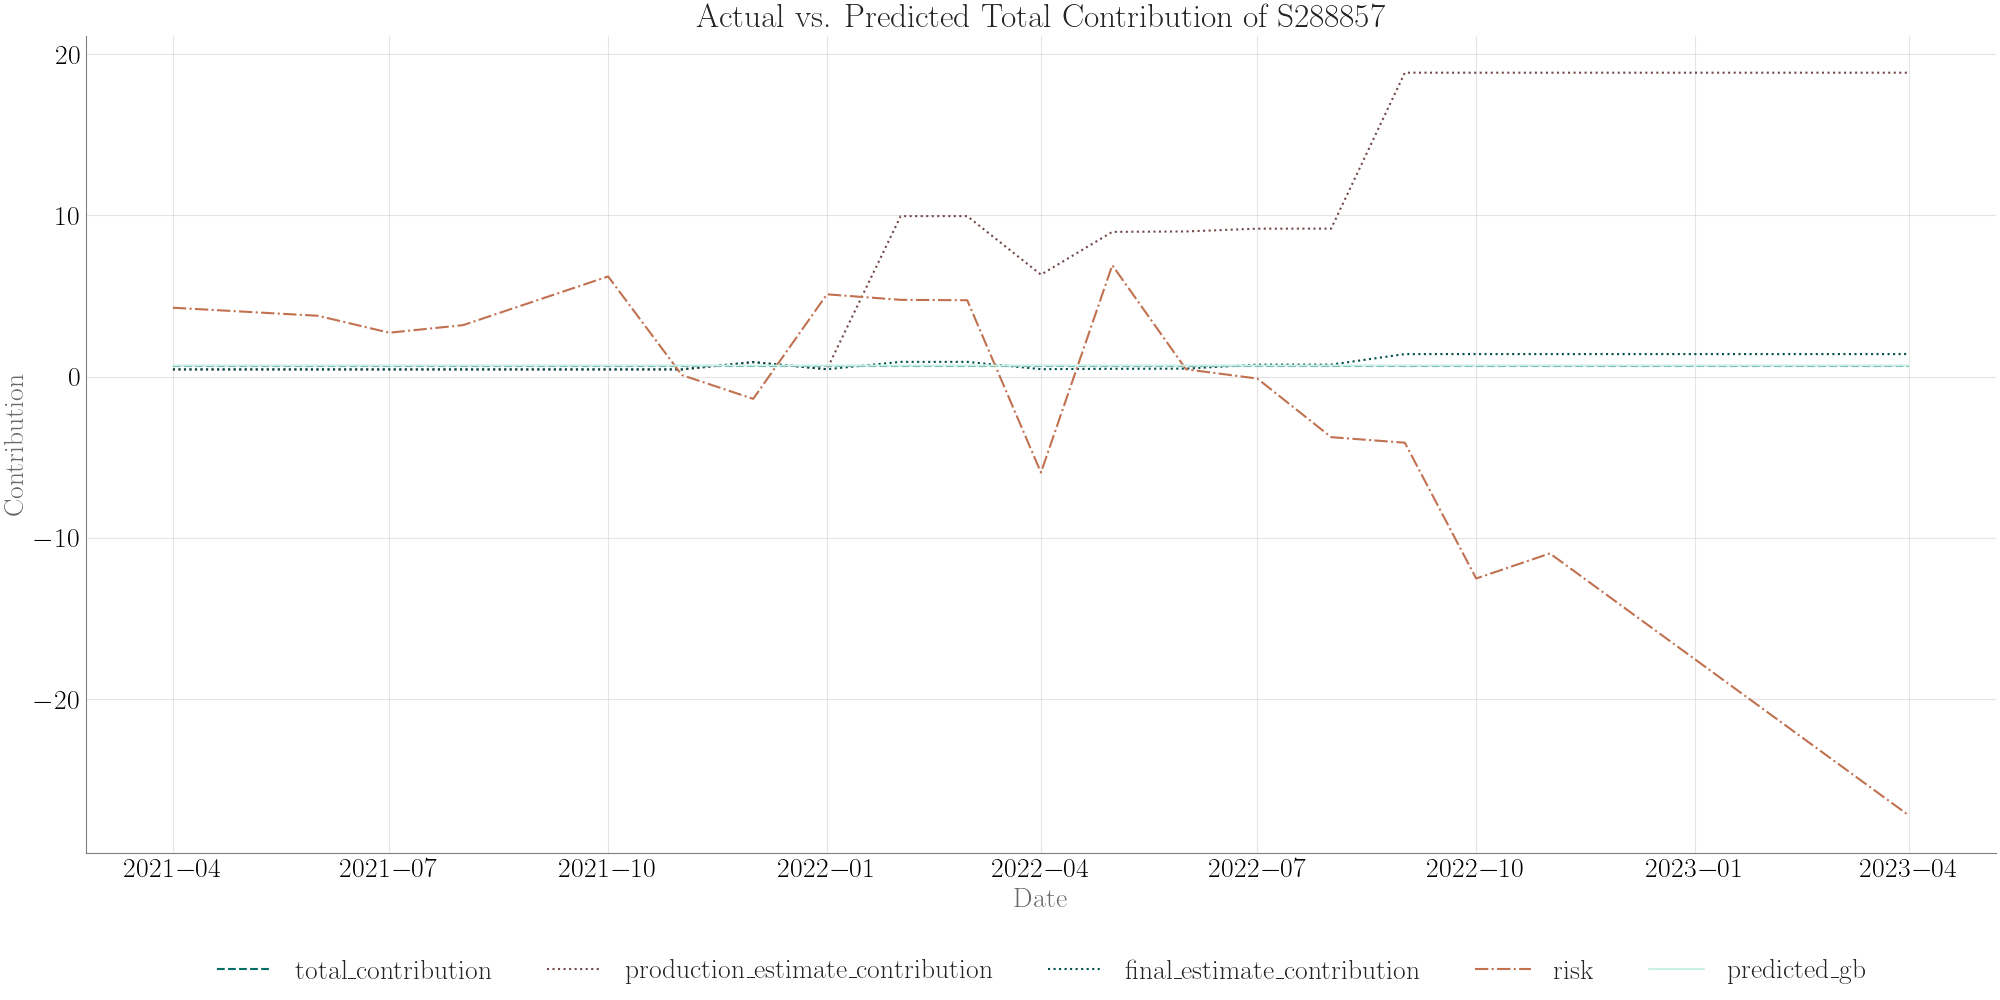 Actual vs. Predicted Total Contribution of S288857
20
10
0
−10
−20
Contribution
2021−04 2021−07 2021−10 2022−01 2022−04 2022−07 2022−10 2023−01 2023−04
Date
total_contribution production_estimate_contribution final_estimate_contribution risk predicted_gb